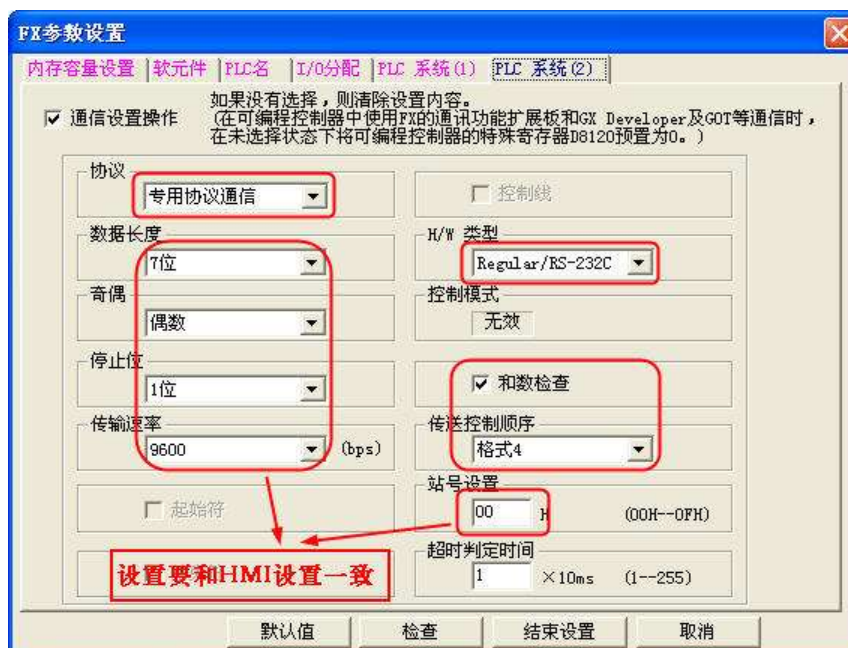 FX参数设置
内存容量设置 软元件 PLC名 I/O分配 PLC 系统(1) PLC 系统(2)
通信设置操作
如果没有选择，则清除设置内容。
(在可编程控制器中使用FX的通讯功能扩展板和GX Developer及GOT等通信时，
在未选择状态下将可编程控制器的特殊寄存器D8120预置为0。)
协议
专用协议通信
控制线
数据长度
7位
H/W 类型
Regular/RS-232C
奇偶
偶数
控制模式
无效
停止位
1位
和数检查
传输速率
9600 (bps)
传送控制顺序
格式4
起始符
站号设置
00 H (00H--0FH)
设置要和HMI设置一致
超时判定时间
1 ×10ms (1--255)
默认值 检查 结束设置 取消